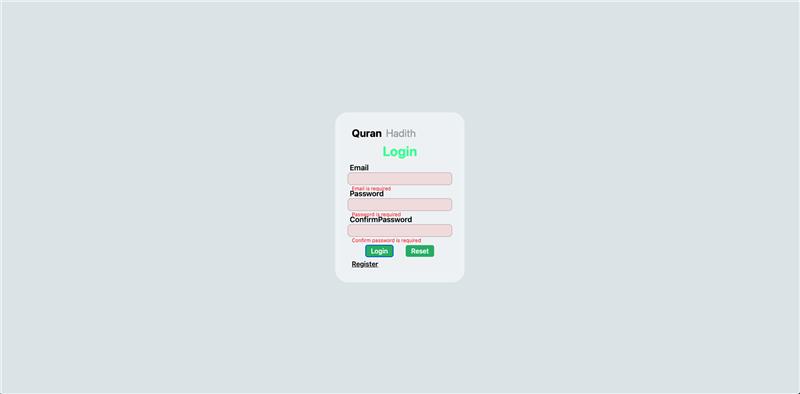 Quran Hadith
Login
Email
Email is required
Password
Password is required
ConfirmPassword
Confirm password is required
Login Reset
Register